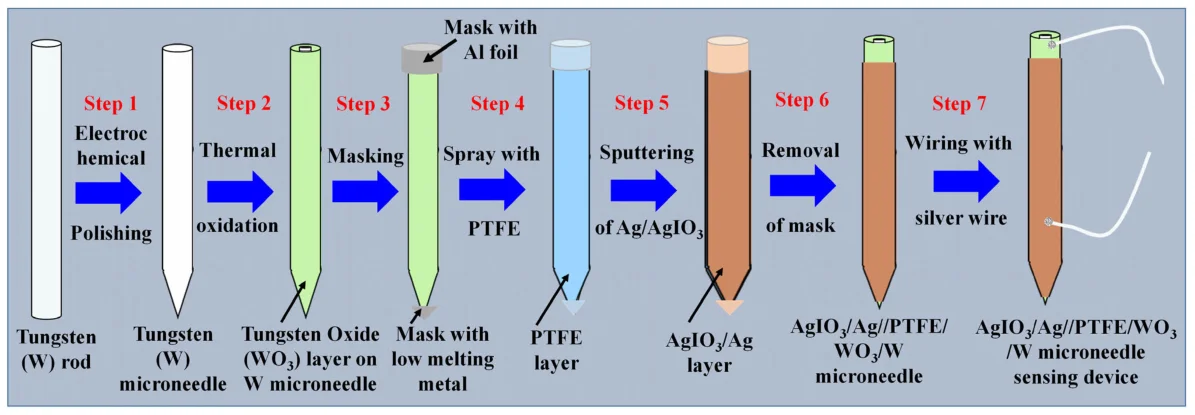 Mask with
Al foil
Step 1
Electroc
hemical
Polishing
Step 2
Thermal
oxidation
Step 3
Masking
Step 4
Spray with
PTFE
Step 5
Sputtering
of Ag/AgIO₃
Step 6
Removal
of mask
Step 7
Wiring with
silver wire
Tungsten
(W) rod
Tungsten
(W)
microneedle
Tungsten Oxide
(WO₃) layer on
W microneedle
Mask with
low melting
metal
PTFE
layer
AgIO₃/Ag
layer
AgIO₃/Ag//PTFE/
WO₃/W
microneedle
AgIO₃/Ag//PTFE/WO₃
/W microneedle
sensing device